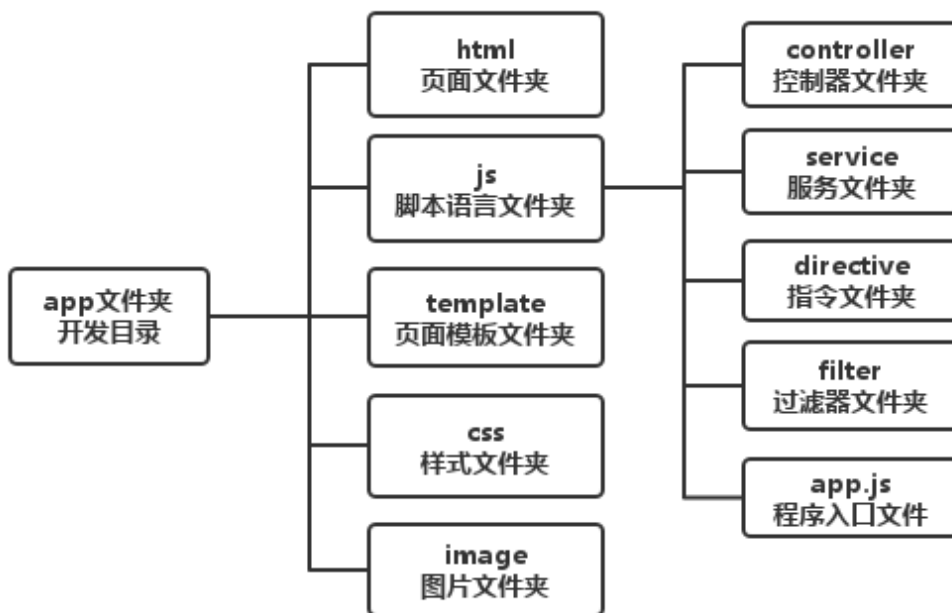 app文件夹
开发目录
html
页面文件夹
js
脚本语言文件夹
template
页面模板文件夹
css
样式文件夹
image
图片文件夹
controller
控制器文件夹
service
服务文件夹
directive
指令文件夹
filter
过滤器文件夹
app.js
程序入口文件